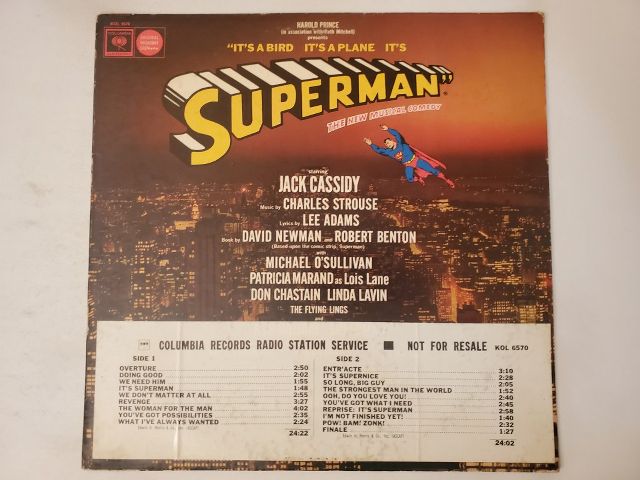 KOL 6570
COLUMBIA
HAROLD PRINCE
(in association with Ruth Mitchell)
presents
"IT'S A BIRD IT'S A PLANE IT'S
SUPERMAN"
THE NEW MUSICAL COMEDY
starring
JACK CASSIDY
Music by CHARLES STROUSE
Lyrics by LEE ADAMS
Book by DAVID NEWMAN and ROBERT BENTON
(Based upon the comic strip, Superman)
with
MICHAEL O'SULLIVAN
PATRICIA MARAND as Lois Lane
DON CHASTAIN LINDA LAVIN
THE FLYING LINGS
and
COLUMBIA RECORDS RADIO STATION SERVICE ■ NOT FOR RESALE KOL 6570
SIDE 1
OVERTURE 2:50
DOING GOOD 2:02
WE NEED HIM 1:55
IT'S SUPERMAN 1:48
WE DON'T MATTER AT ALL 2:55
REVENGE 3:27
THE WOMAN FOR THE MAN 4:02
YOU'VE GOT POSSIBILITIES 2:35
WHAT I'VE ALWAYS WANTED 2:24
24:22
SIDE 2
ENTR'ACTE 3:10
IT'S SUPERNICE 2:28
SO LONG, BIG GUY 2:05
THE STRONGEST MAN IN THE WORLD 1:52
OOH, DO YOU LOVE YOU! 2:40
YOU'VE GOT WHAT I NEED 2:45
REPRISE: IT'S SUPERMAN 2:58
I'M NOT FINISHED YET! 1:40
POW! BAM! ZONK! 2:32
FINALE 1:27
24:02